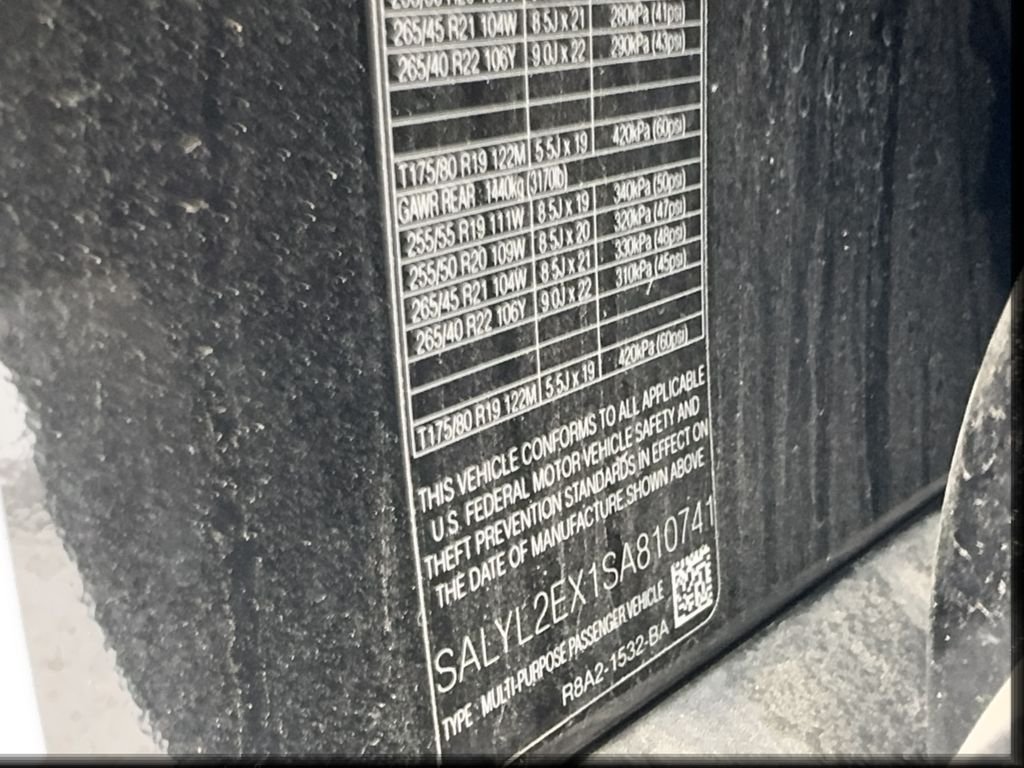 265/45 R21 104W 8.5J x 21 280kPa (41psi)
265/40 R22 106Y 9.0J x 22 290kPa (43psi)
T175/80 R19 122M 5.5J x 19 420kPa (60psi)
GAWR REAR 1440kg (3170lb)
255/55 R19 111W 8.5J x 19 340kPa (50psi)
255/50 R20 109W 8.5J x 20 320kPa (47psi)
265/45 R21 104W 8.5J x 21 330kPa (48psi)
265/40 R22 106Y 9.0J x 22 310kPa (45psi)
T175/80 R19 122M 5.5J x 19 420kPa (60psi)
THIS VEHICLE CONFORMS TO ALL APPLICABLE
U.S. FEDERAL MOTOR VEHICLE SAFETY AND
THEFT PREVENTION STANDARDS IN EFFECT ON
THE DATE OF MANUFACTURE SHOWN ABOVE
SALYL2EX1SA810741
TYPE : MULTI-PURPOSE PASSENGER VEHICLE
R8A2-1532-BA